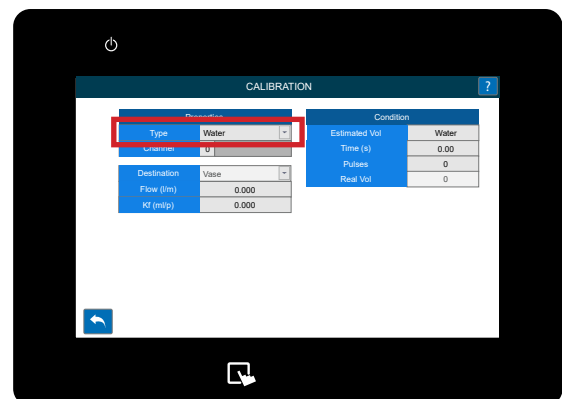 CALIBRATION
?
Properties
Type Water
Channel 0
Destination Vase
Flow (l/m) 0.000
Kf (ml/p) 0.000
Condition
Estimated Vol Water
Time (s) 0.00
Pulses 0
Real Vol 0